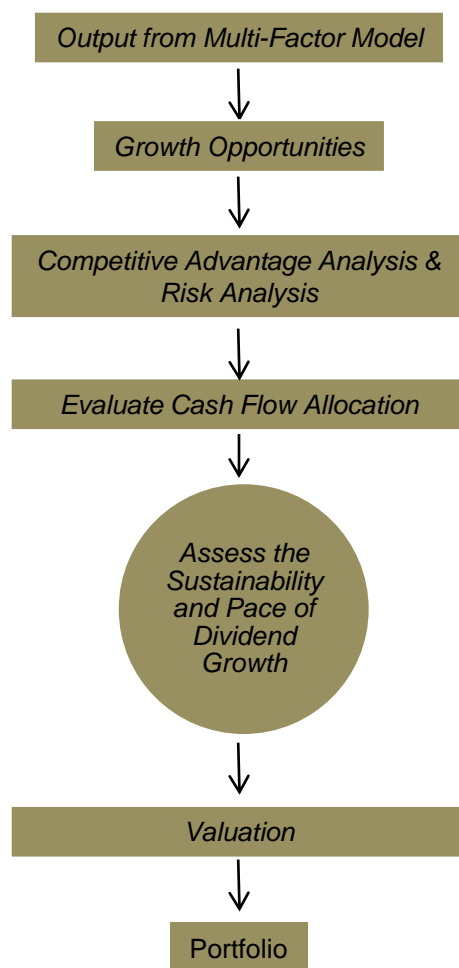 Output from Multi-Factor Model
Growth Opportunities
Competitive Advantage Analysis &
Risk Analysis
Evaluate Cash Flow Allocation
Assess the
Sustainability
and Pace of
Dividend
Growth
Valuation
Portfolio